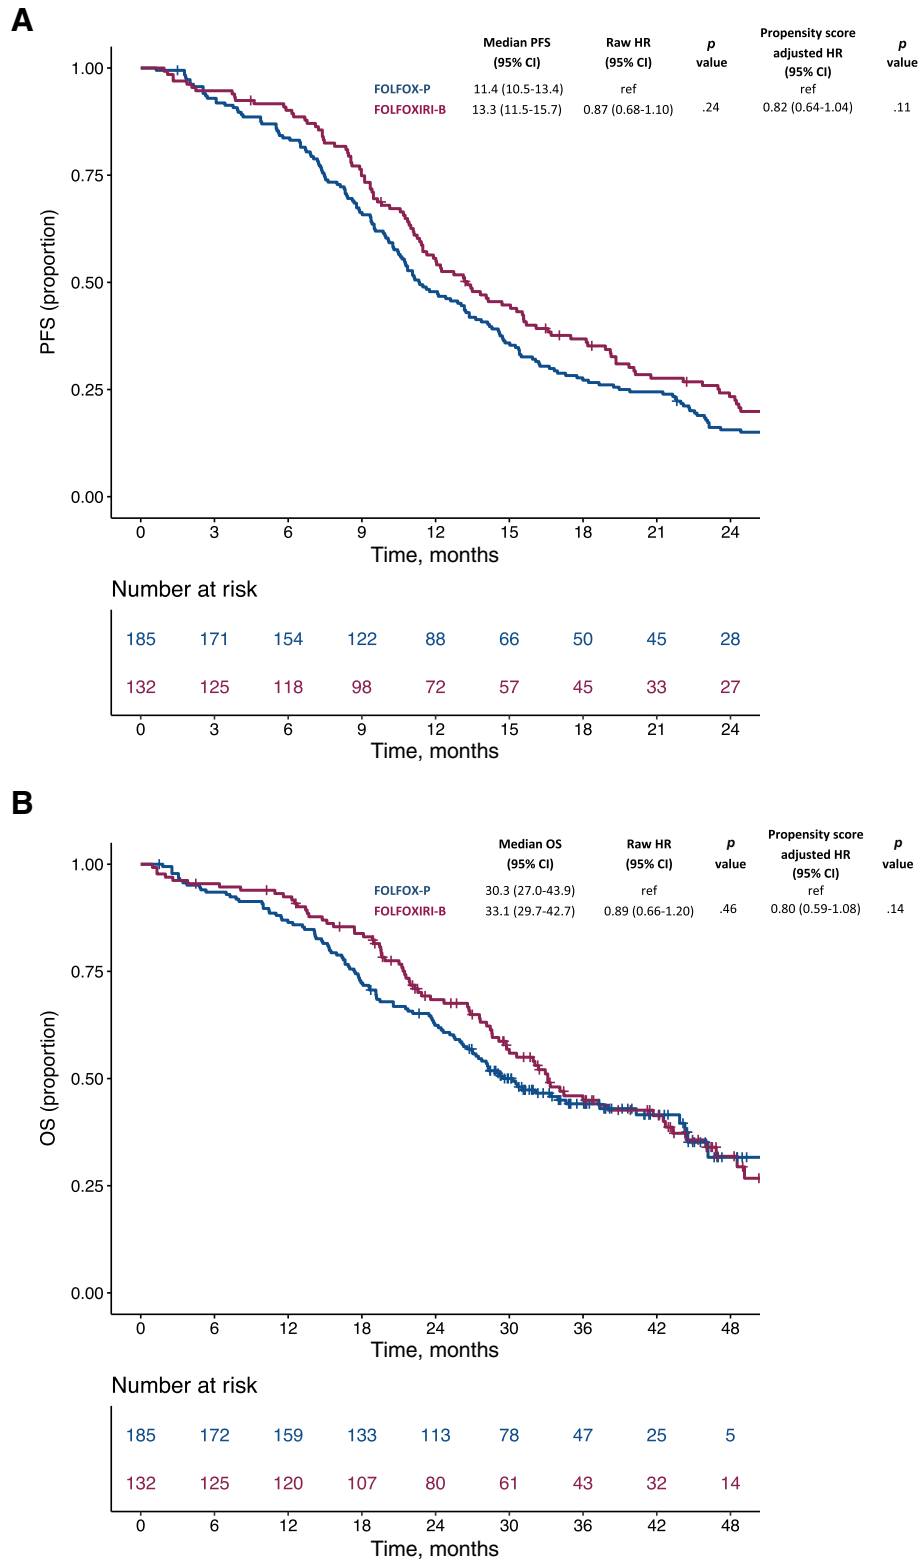 A
Median PFS Raw HR p Propensity score p
(95% CI) (95% CI) value adjusted HR value
(95% CI)
FOLFOX-P 11.4 (10.5-13.4) ref ref
FOLFOXIRI-B 13.3 (11.5-15.7) 0.87 (0.68-1.10) .24 0.82 (0.64-1.04) .11
PFS (proportion)
1.00
0.75
0.50
0.25
0.00
0 3 6 9 12 15 18 21 24
Time, months
Number at risk
185 171 154 122 88 66 50 45 28
132 125 118 98 72 57 45 33 27
0 3 6 9 12 15 18 21 24
Time, months
B
Median OS Raw HR p Propensity score p
(95% CI) (95% CI) value adjusted HR value
(95% CI)
FOLFOX-P 30.3 (27.0-43.9) ref ref
FOLFOXIRI-B 33.1 (29.7-42.7) 0.89 (0.66-1.20) .46 0.80 (0.59-1.08) .14
OS (proportion)
1.00
0.75
0.50
0.25
0.00
0 6 12 18 24 30 36 42 48
Time, months
Number at risk
185 172 159 133 113 78 47 25 5
132 125 120 107 80 61 43 32 14
0 6 12 18 24 30 36 42 48
Time, months